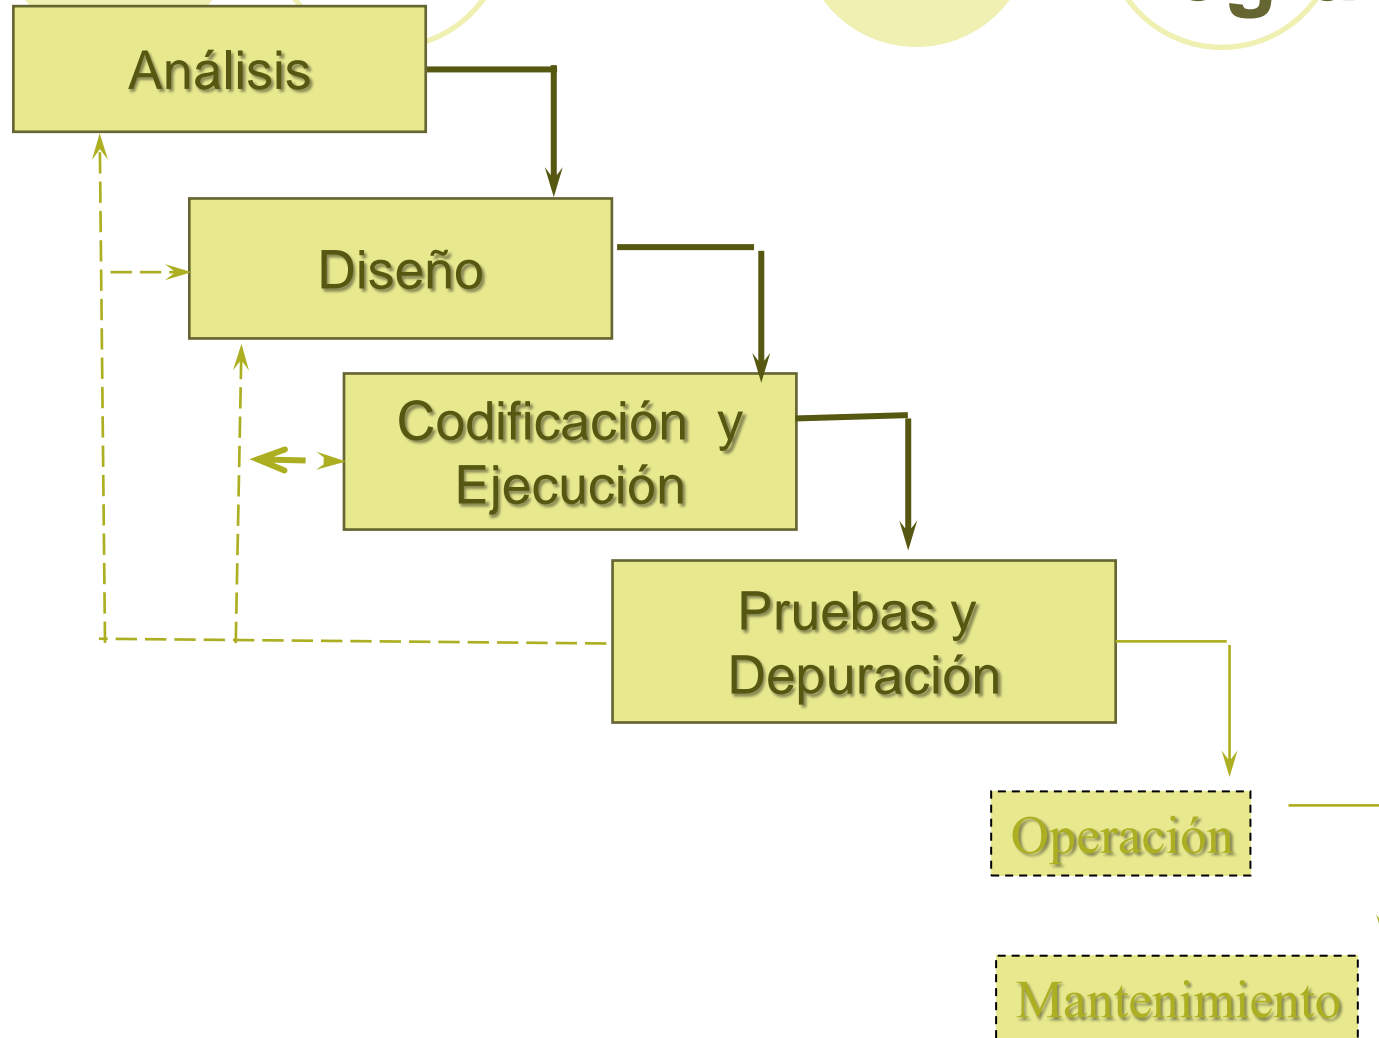 Análisis
Diseño
Codificación y
Ejecución
Pruebas y
Depuración
Operación
Mantenimiento